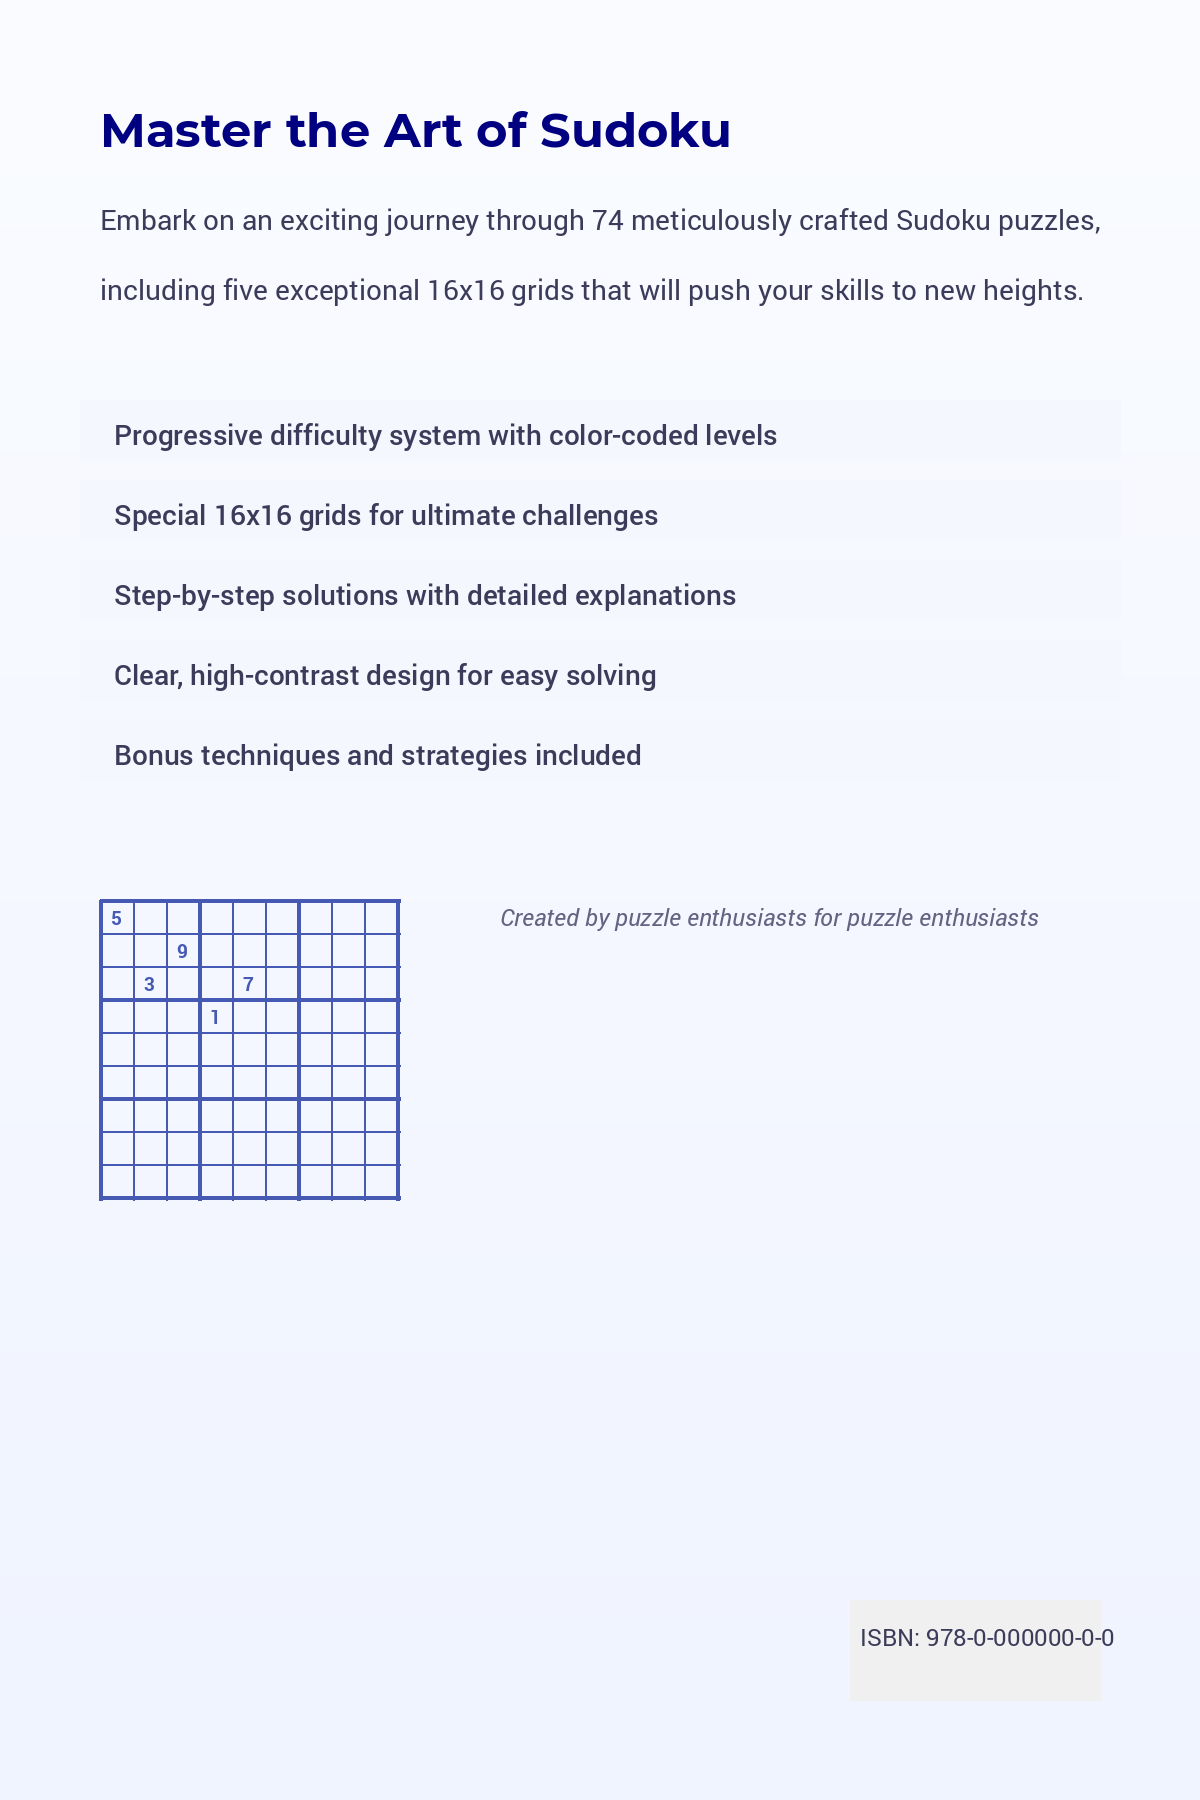 Master the Art of Sudoku
Embark on an exciting journey through 74 meticulously crafted Sudoku puzzles,
including five exceptional 16x16 grids that will push your skills to new heights.
Progressive difficulty system with color-coded levels
Special 16x16 grids for ultimate challenges
Step-by-step solutions with detailed explanations
Clear, high-contrast design for easy solving
Bonus techniques and strategies included
5
9
3 7
1
Created by puzzle enthusiasts for puzzle enthusiasts
ISBN: 978-0-000000-0-0